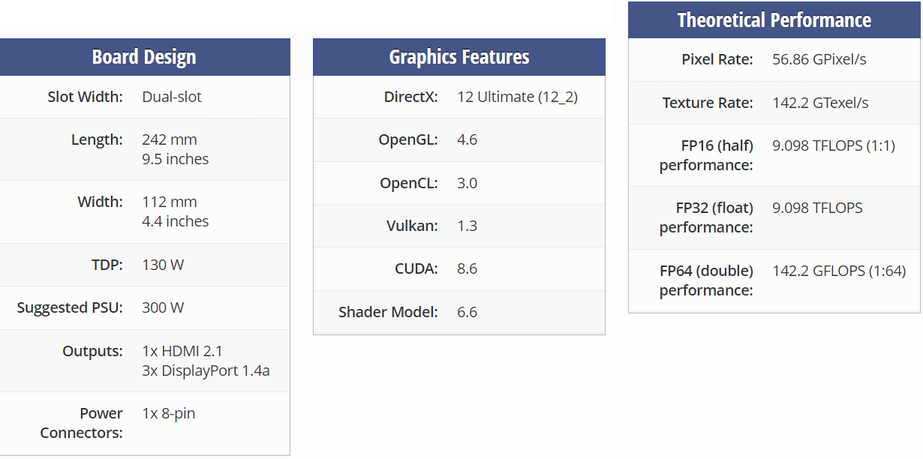 Board Design
Slot Width: Dual-slot
Length: 242 mm
9.5 inches
Width: 112 mm
4.4 inches
TDP: 130 W
Suggested PSU: 300 W
Outputs: 1x HDMI 2.1
3x DisplayPort 1.4a
Power 1x 8-pin
Connectors:
Graphics Features
DirectX: 12 Ultimate (12_2)
OpenGL: 4.6
OpenCL: 3.0
Vulkan: 1.3
CUDA: 8.6
Shader Model: 6.6
Theoretical Performance
Pixel Rate: 56.86 GPixel/s
Texture Rate: 142.2 GTexel/s
FP16 (half) 9.098 TFLOPS (1:1)
performance:
FP32 (float) 9.098 TFLOPS
performance:
FP64 (double) 142.2 GFLOPS (1:64)
performance: